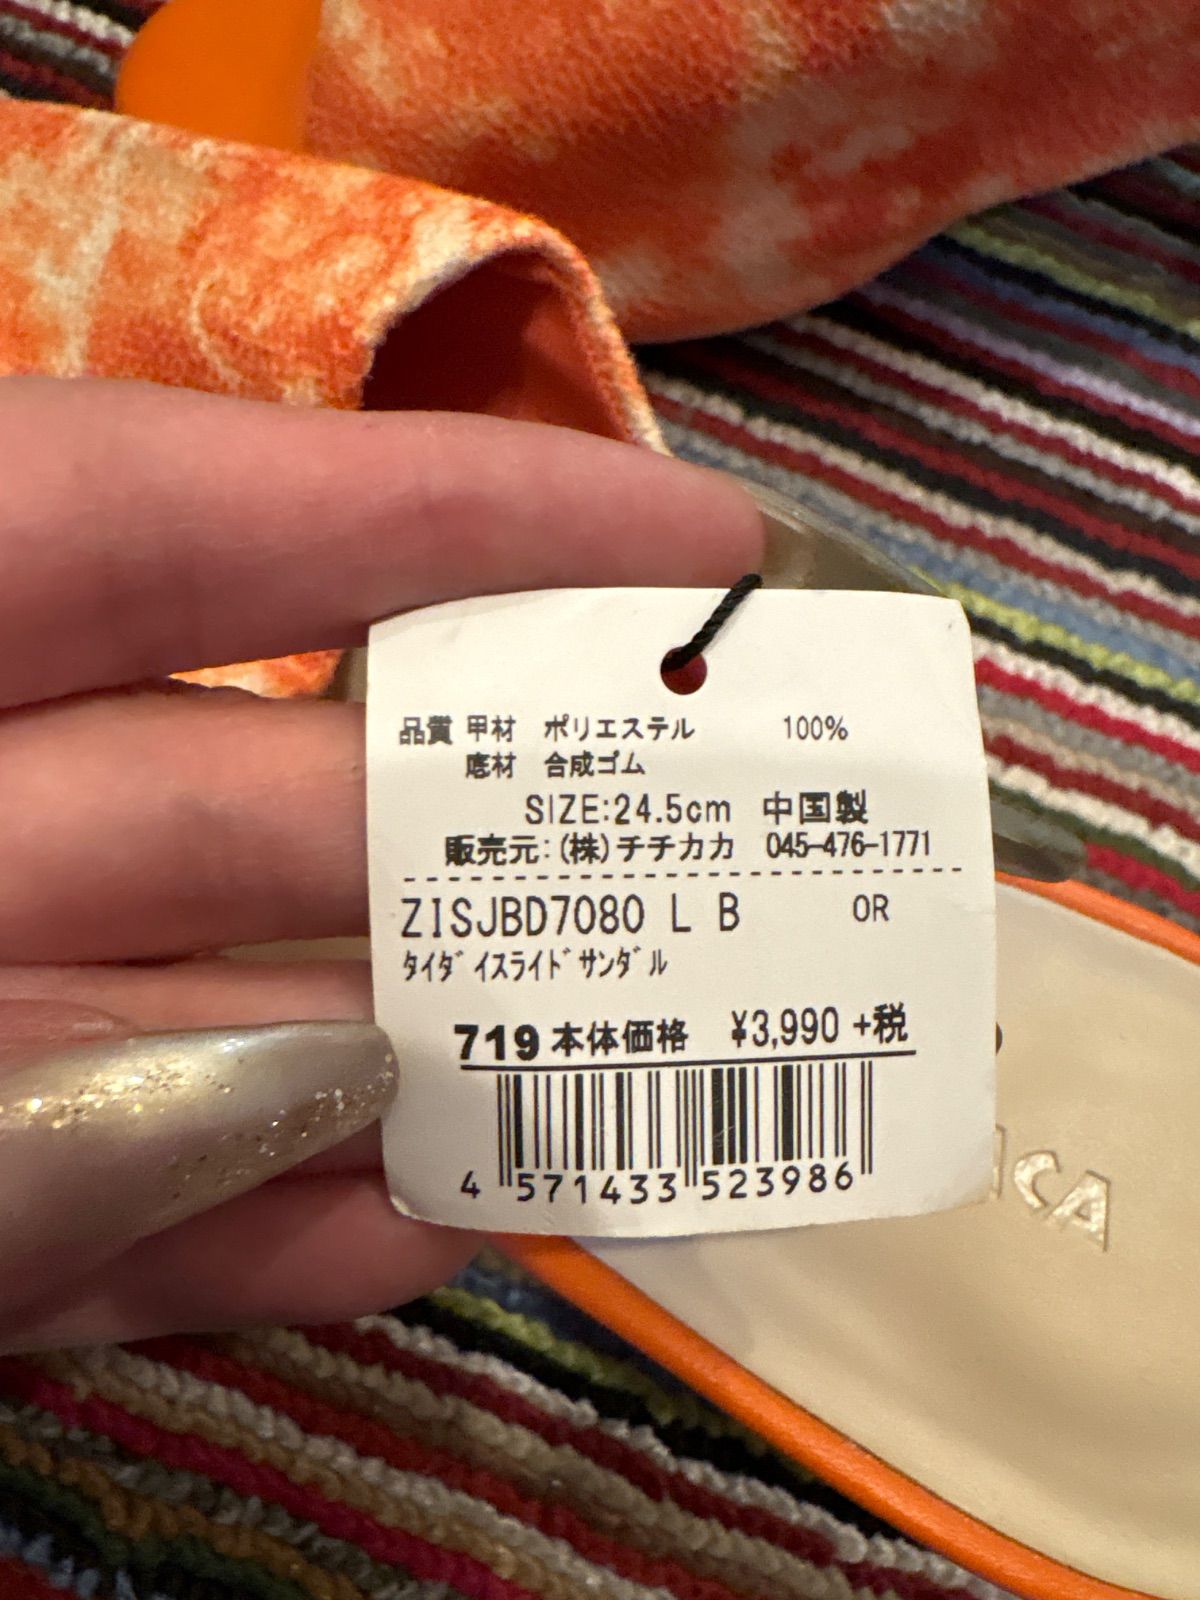 品質 甲材 ポリエステル 100%
底材 合成ゴム
SIZE:24.5cm 中国製
販売元:(株)チチカカ 045-476-1771
ZISJBD7080 L B OR
ﾀｲﾀﾞｲｽﾗｲﾄﾞｻﾝﾀﾞﾙ
719 本体価格 ¥3,990 +税
4 571433 523986
ICA